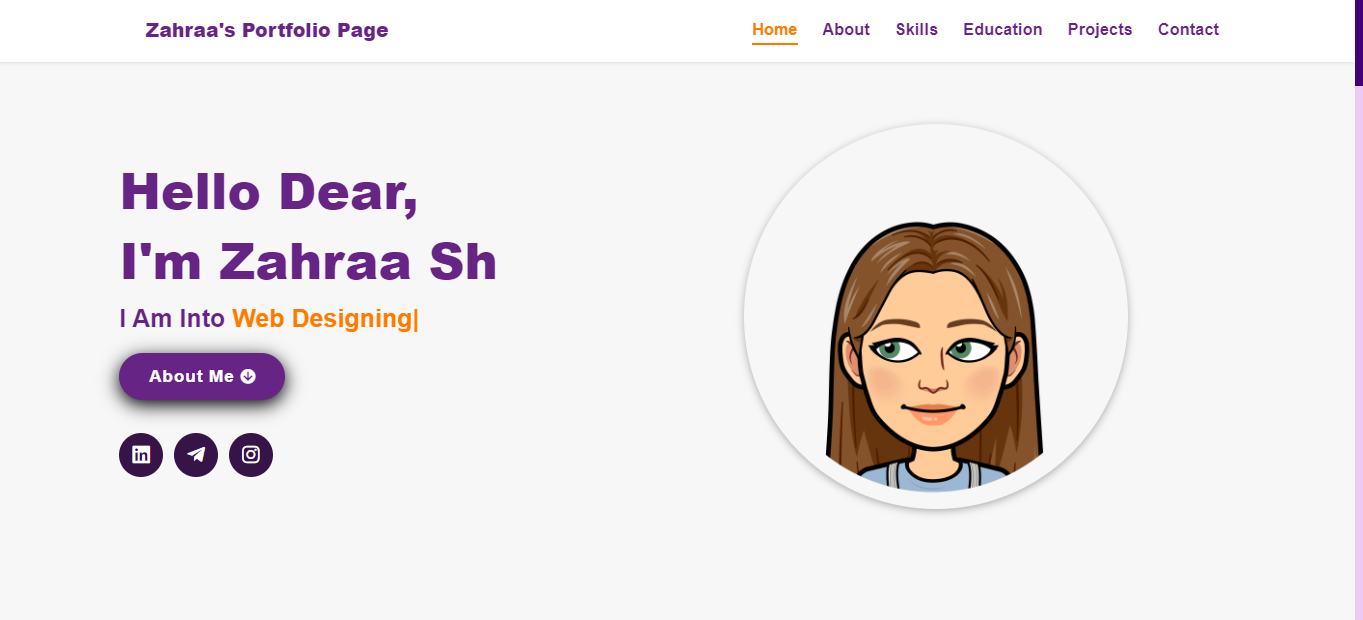 Zahraa's Portfolio Page
Home About Skills Education Projects Contact
Hello Dear,
I'm Zahraa Sh
I Am Into Web Designing|
About Me
in